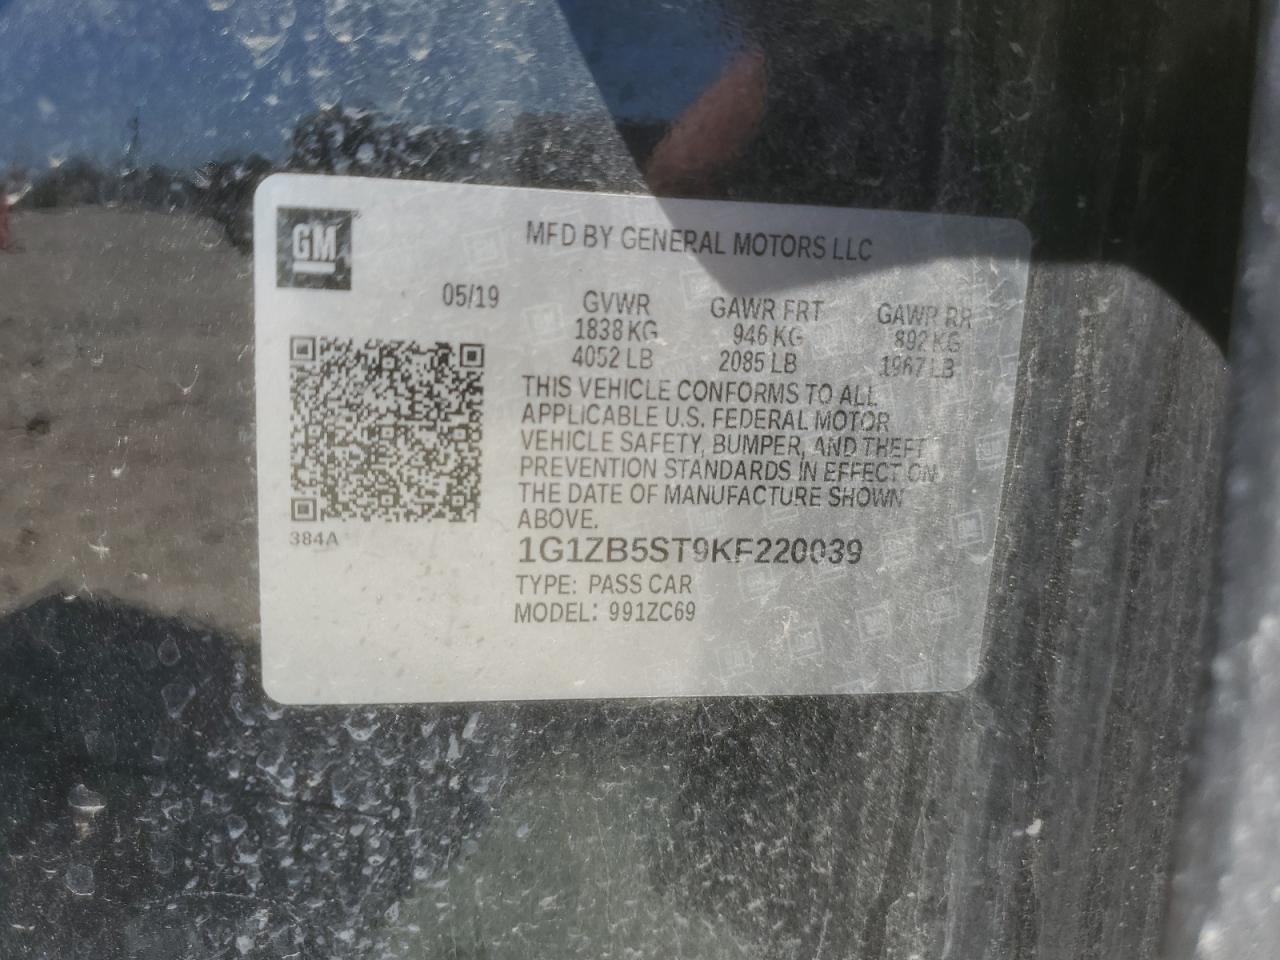 GM
MFD BY GENERAL MOTORS LLC
05/19 GVWR GAWR FRT GAWR RR
1838 KG 946 KG 892 KG
4052 LB 2085 LB 1967 LB
THIS VEHICLE CONFORMS TO ALL
APPLICABLE U.S. FEDERAL MOTOR
VEHICLE SAFETY, BUMPER, AND THEFT
PREVENTION STANDARDS IN EFFECT ON
THE DATE OF MANUFACTURE SHOWN
ABOVE.
384A
1G1ZB5ST9KF220039
TYPE: PASS CAR
MODEL: 991ZC69